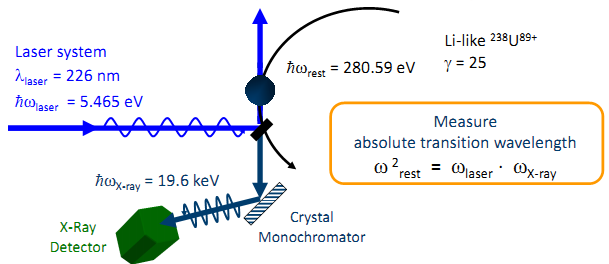 Laser system
λlaser = 226 nm
ħωlaser = 5.465 eV
ħωrest = 280.59 eV
Li-like ²³⁸U⁸⁹⁺
γ = 25
Measure
absolute transition wavelength
ω²rest = ωlaser · ωX-ray
ħωX-ray = 19.6 keV
Crystal
Monochromator
X-Ray
Detector